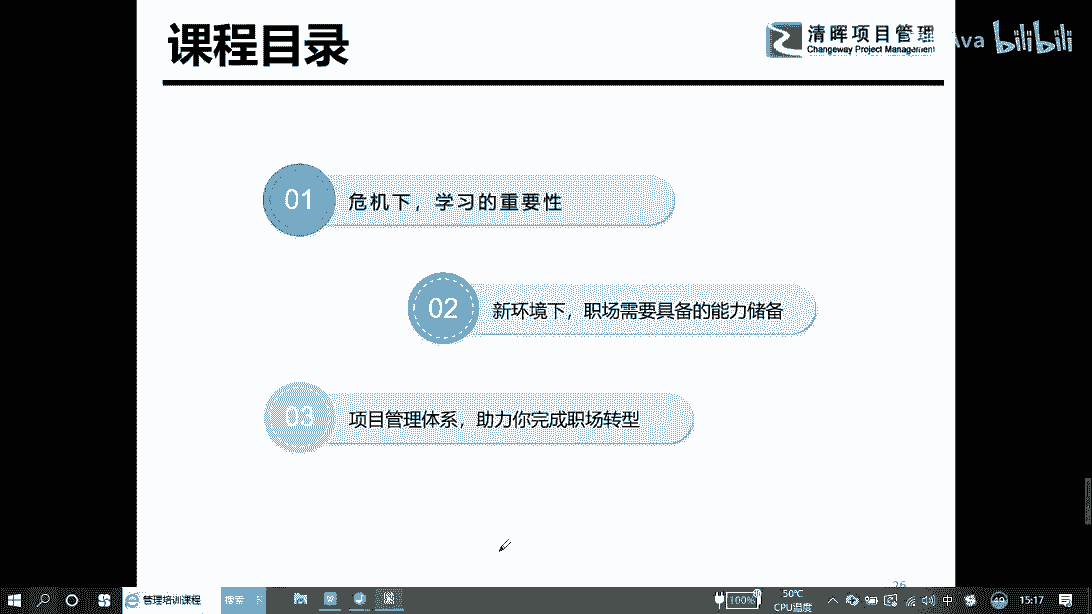 课程目录
清晖项目管理
Changeway Project Management
Ava bilibili
01
危机下，学习的重要性
02
新环境下，职场需要具备的能力储备
03
项目管理体系，助力你完成职场转型
26
管理培训课程
搜索
100%
50℃
CPU温度
中
49
15:17